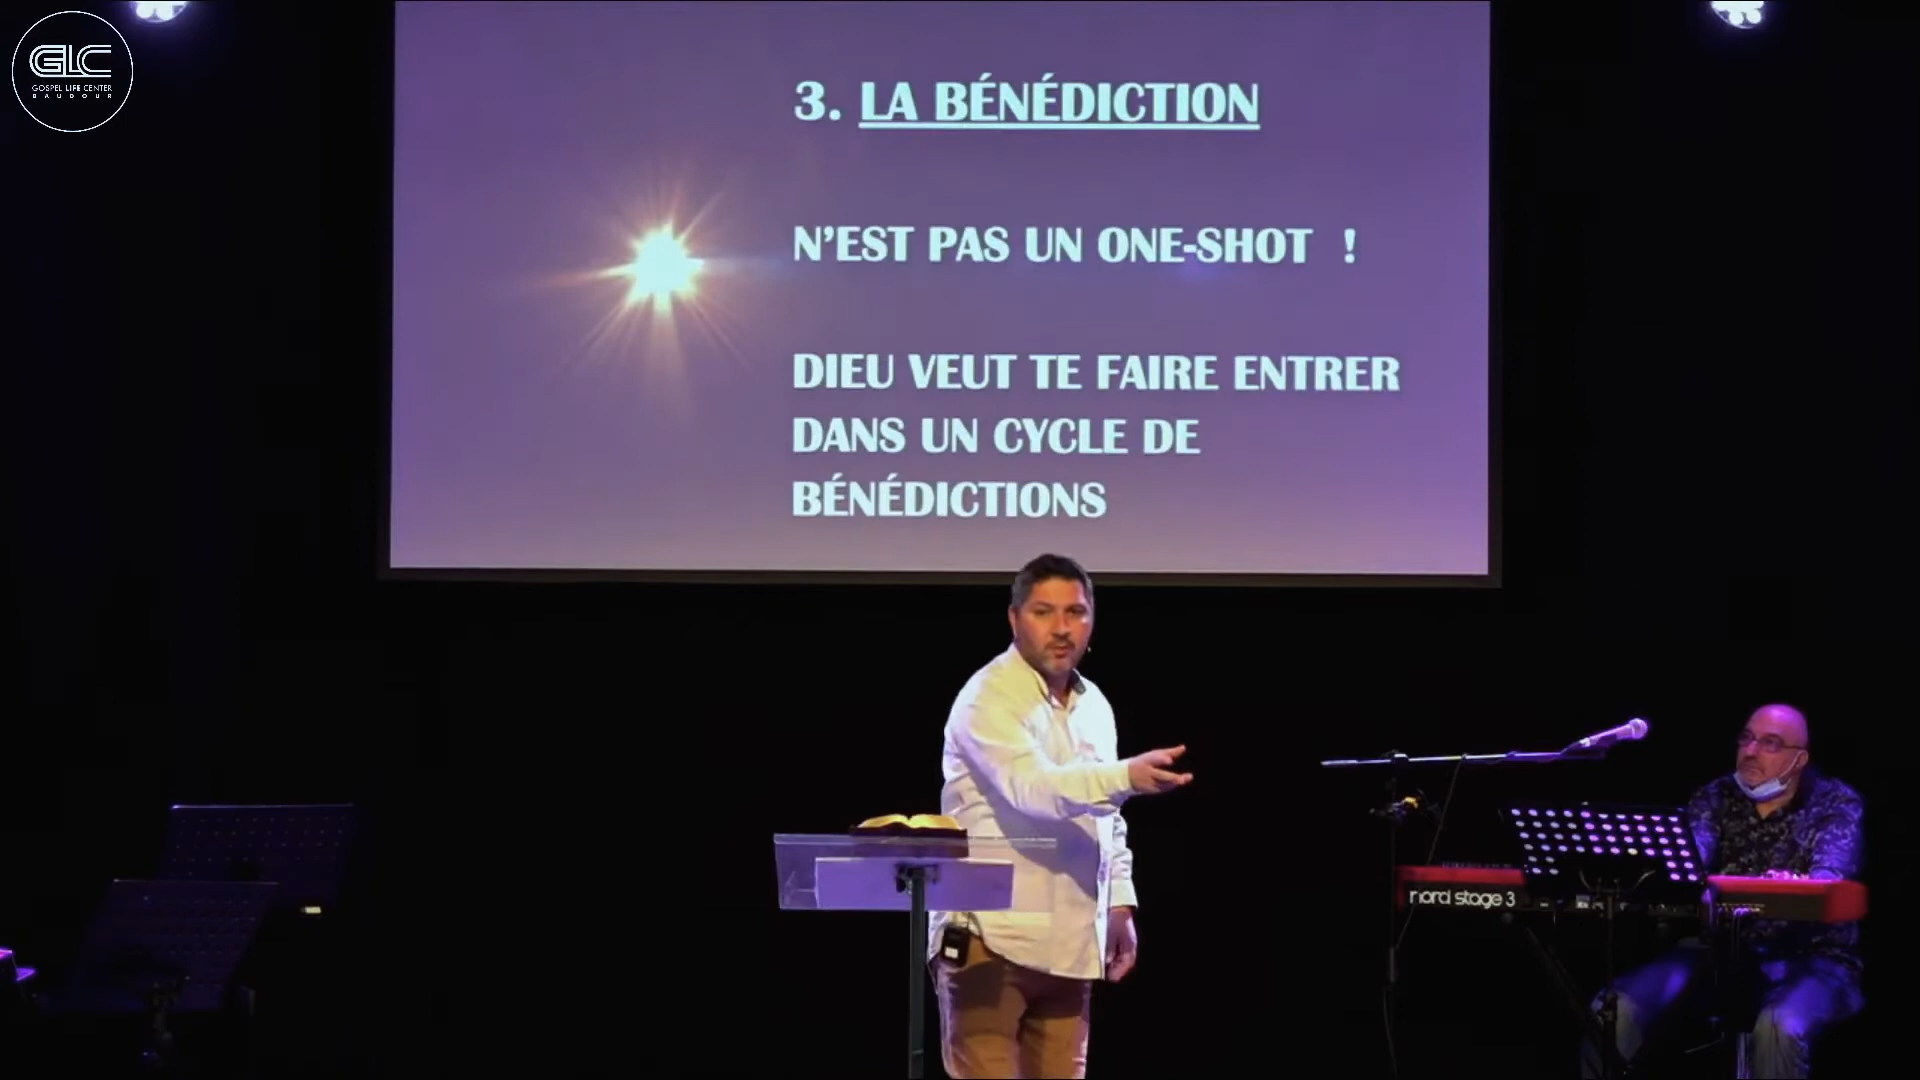 GLC
GOSPEL LIFE CENTER
BAUDOUR
3. LA BÉNÉDICTION
N'EST PAS UN ONE-SHOT !
DIEU VEUT TE FAIRE ENTRER
DANS UN CYCLE DE
BÉNÉDICTIONS
nord stage 3